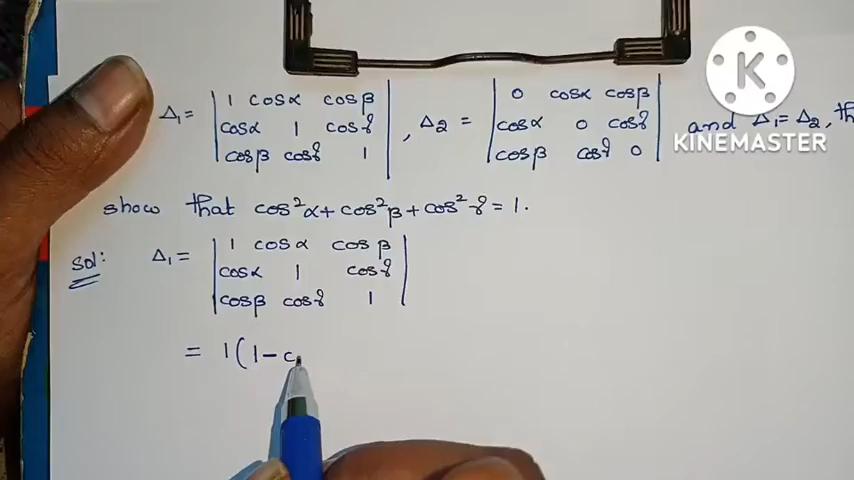 Δ₁ = | 1 cosα cosβ | , Δ₂ = | 0 cosα cosβ | and Δ₁ = Δ₂, th
| cosα 1 cosγ | | cosα 0 cosγ |
| cosβ cosγ 1 | | cosβ cosγ 0 |
K
KINEMASTER
show that cos²α + cos²β + cos²γ = 1.
Sol: Δ₁ = | 1 cosα cosβ |
| cosα 1 cosγ |
| cosβ cosγ 1 |
= 1(1 - c